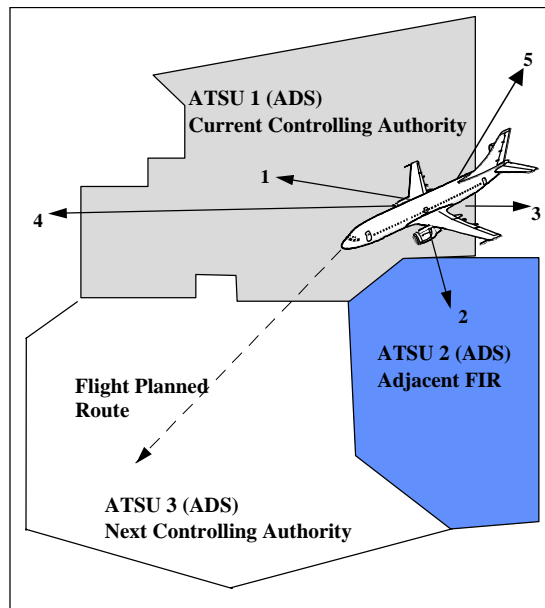 5
ATSU 1 (ADS)
Current Controlling Authority
1
4
3
2
ATSU 2 (ADS)
Adjacent FIR
Flight Planned
Route
ATSU 3 (ADS)
Next Controlling Authority